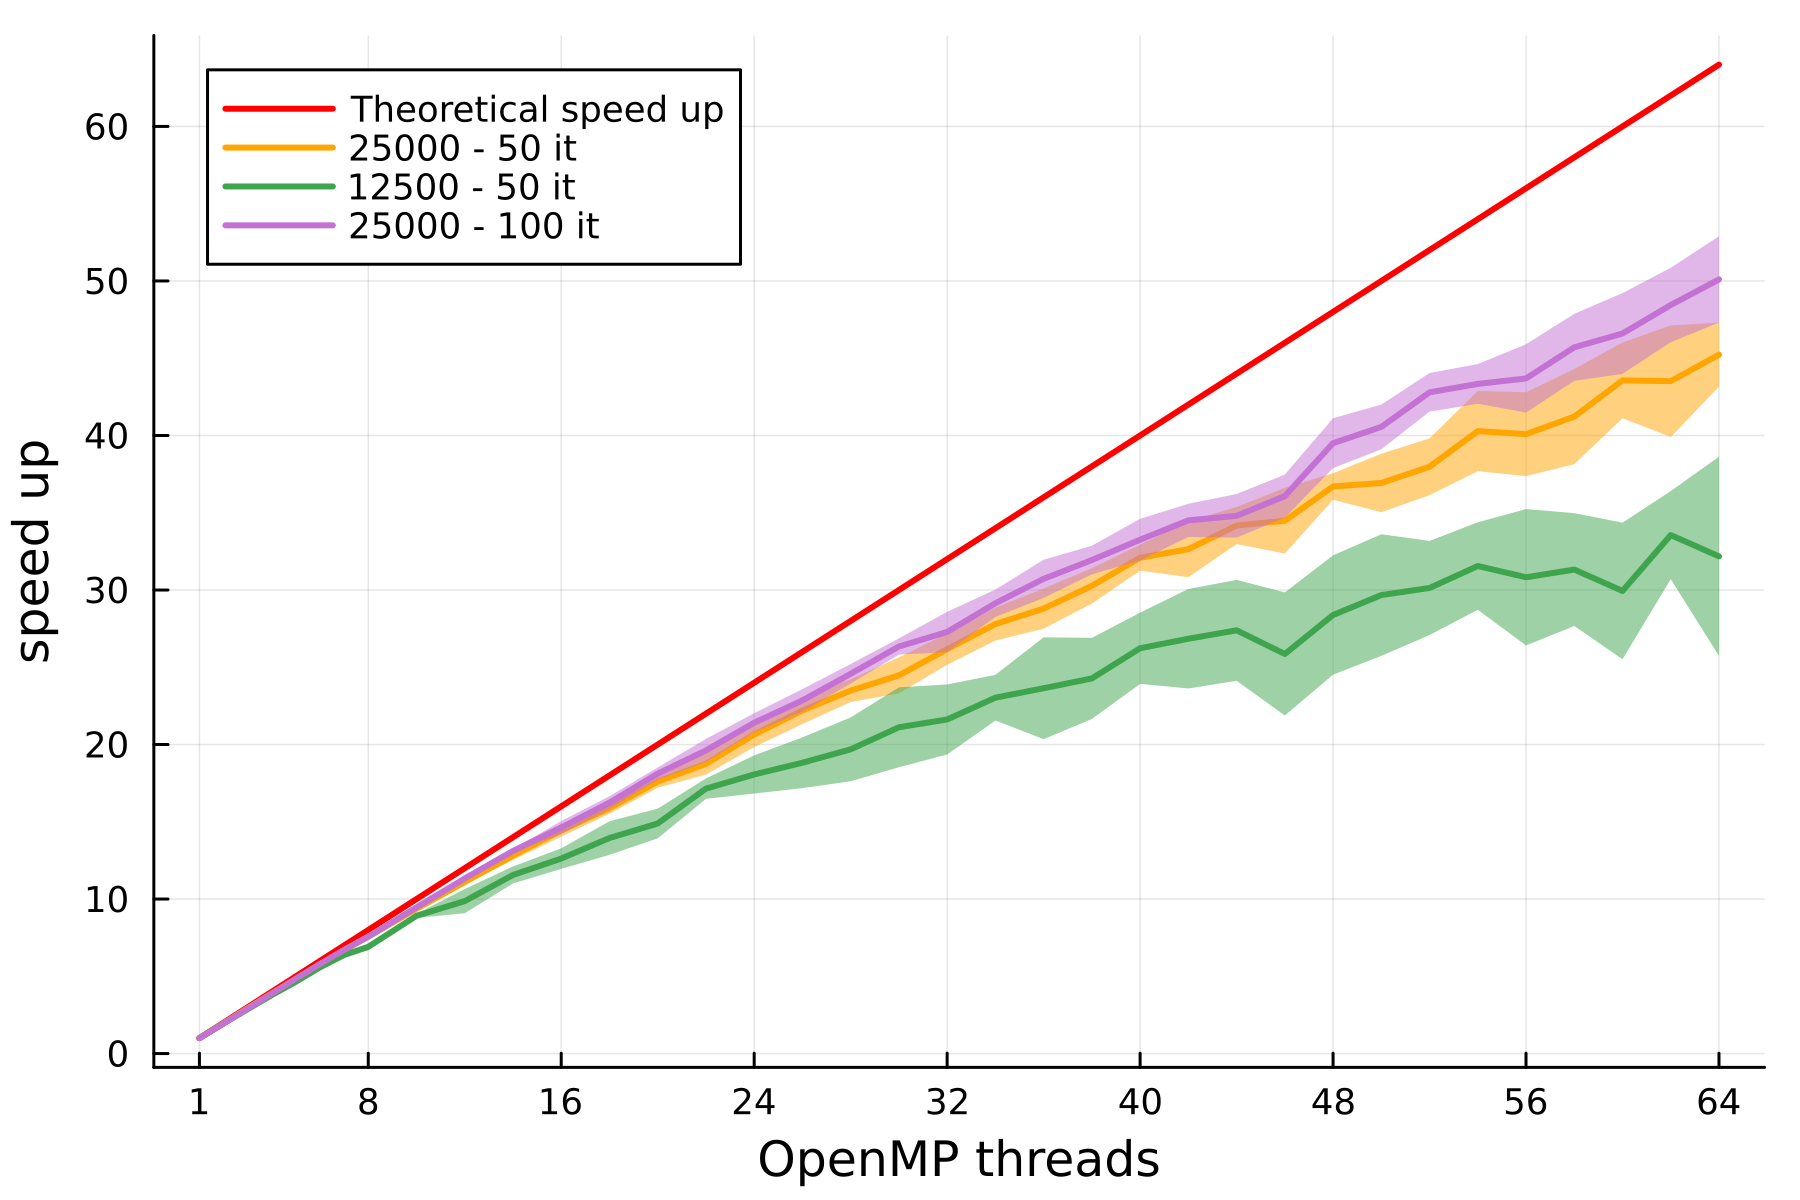 Theoretical speed up
25000 - 50 it
12500 - 50 it
25000 - 100 it
60
50
40
30
20
10
0
speed up
1 8 16 24 32 40 48 56 64
OpenMP threads